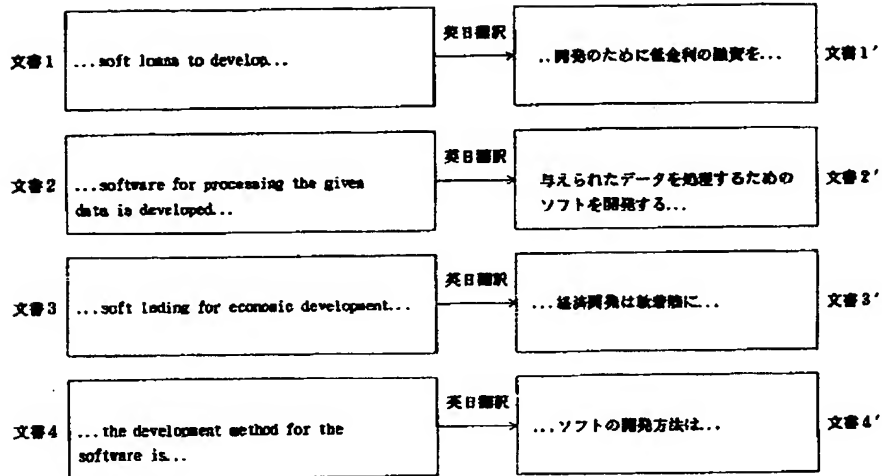 英日翻訳
文書1 ...soft loans to develop... ..開発のために低金利の融資を... 文書1'
英日翻訳
文書2 ...software for processing the given
data is developed... 与えられたデータを処理するための
ソフトを開発する... 文書2'
英日翻訳
文書3 ...soft lading for economic development... ...経済開発は軟着陸に... 文書3'
英日翻訳
文書4 ...the development method for the
software is... ...ソフトの開発方法は... 文書4'